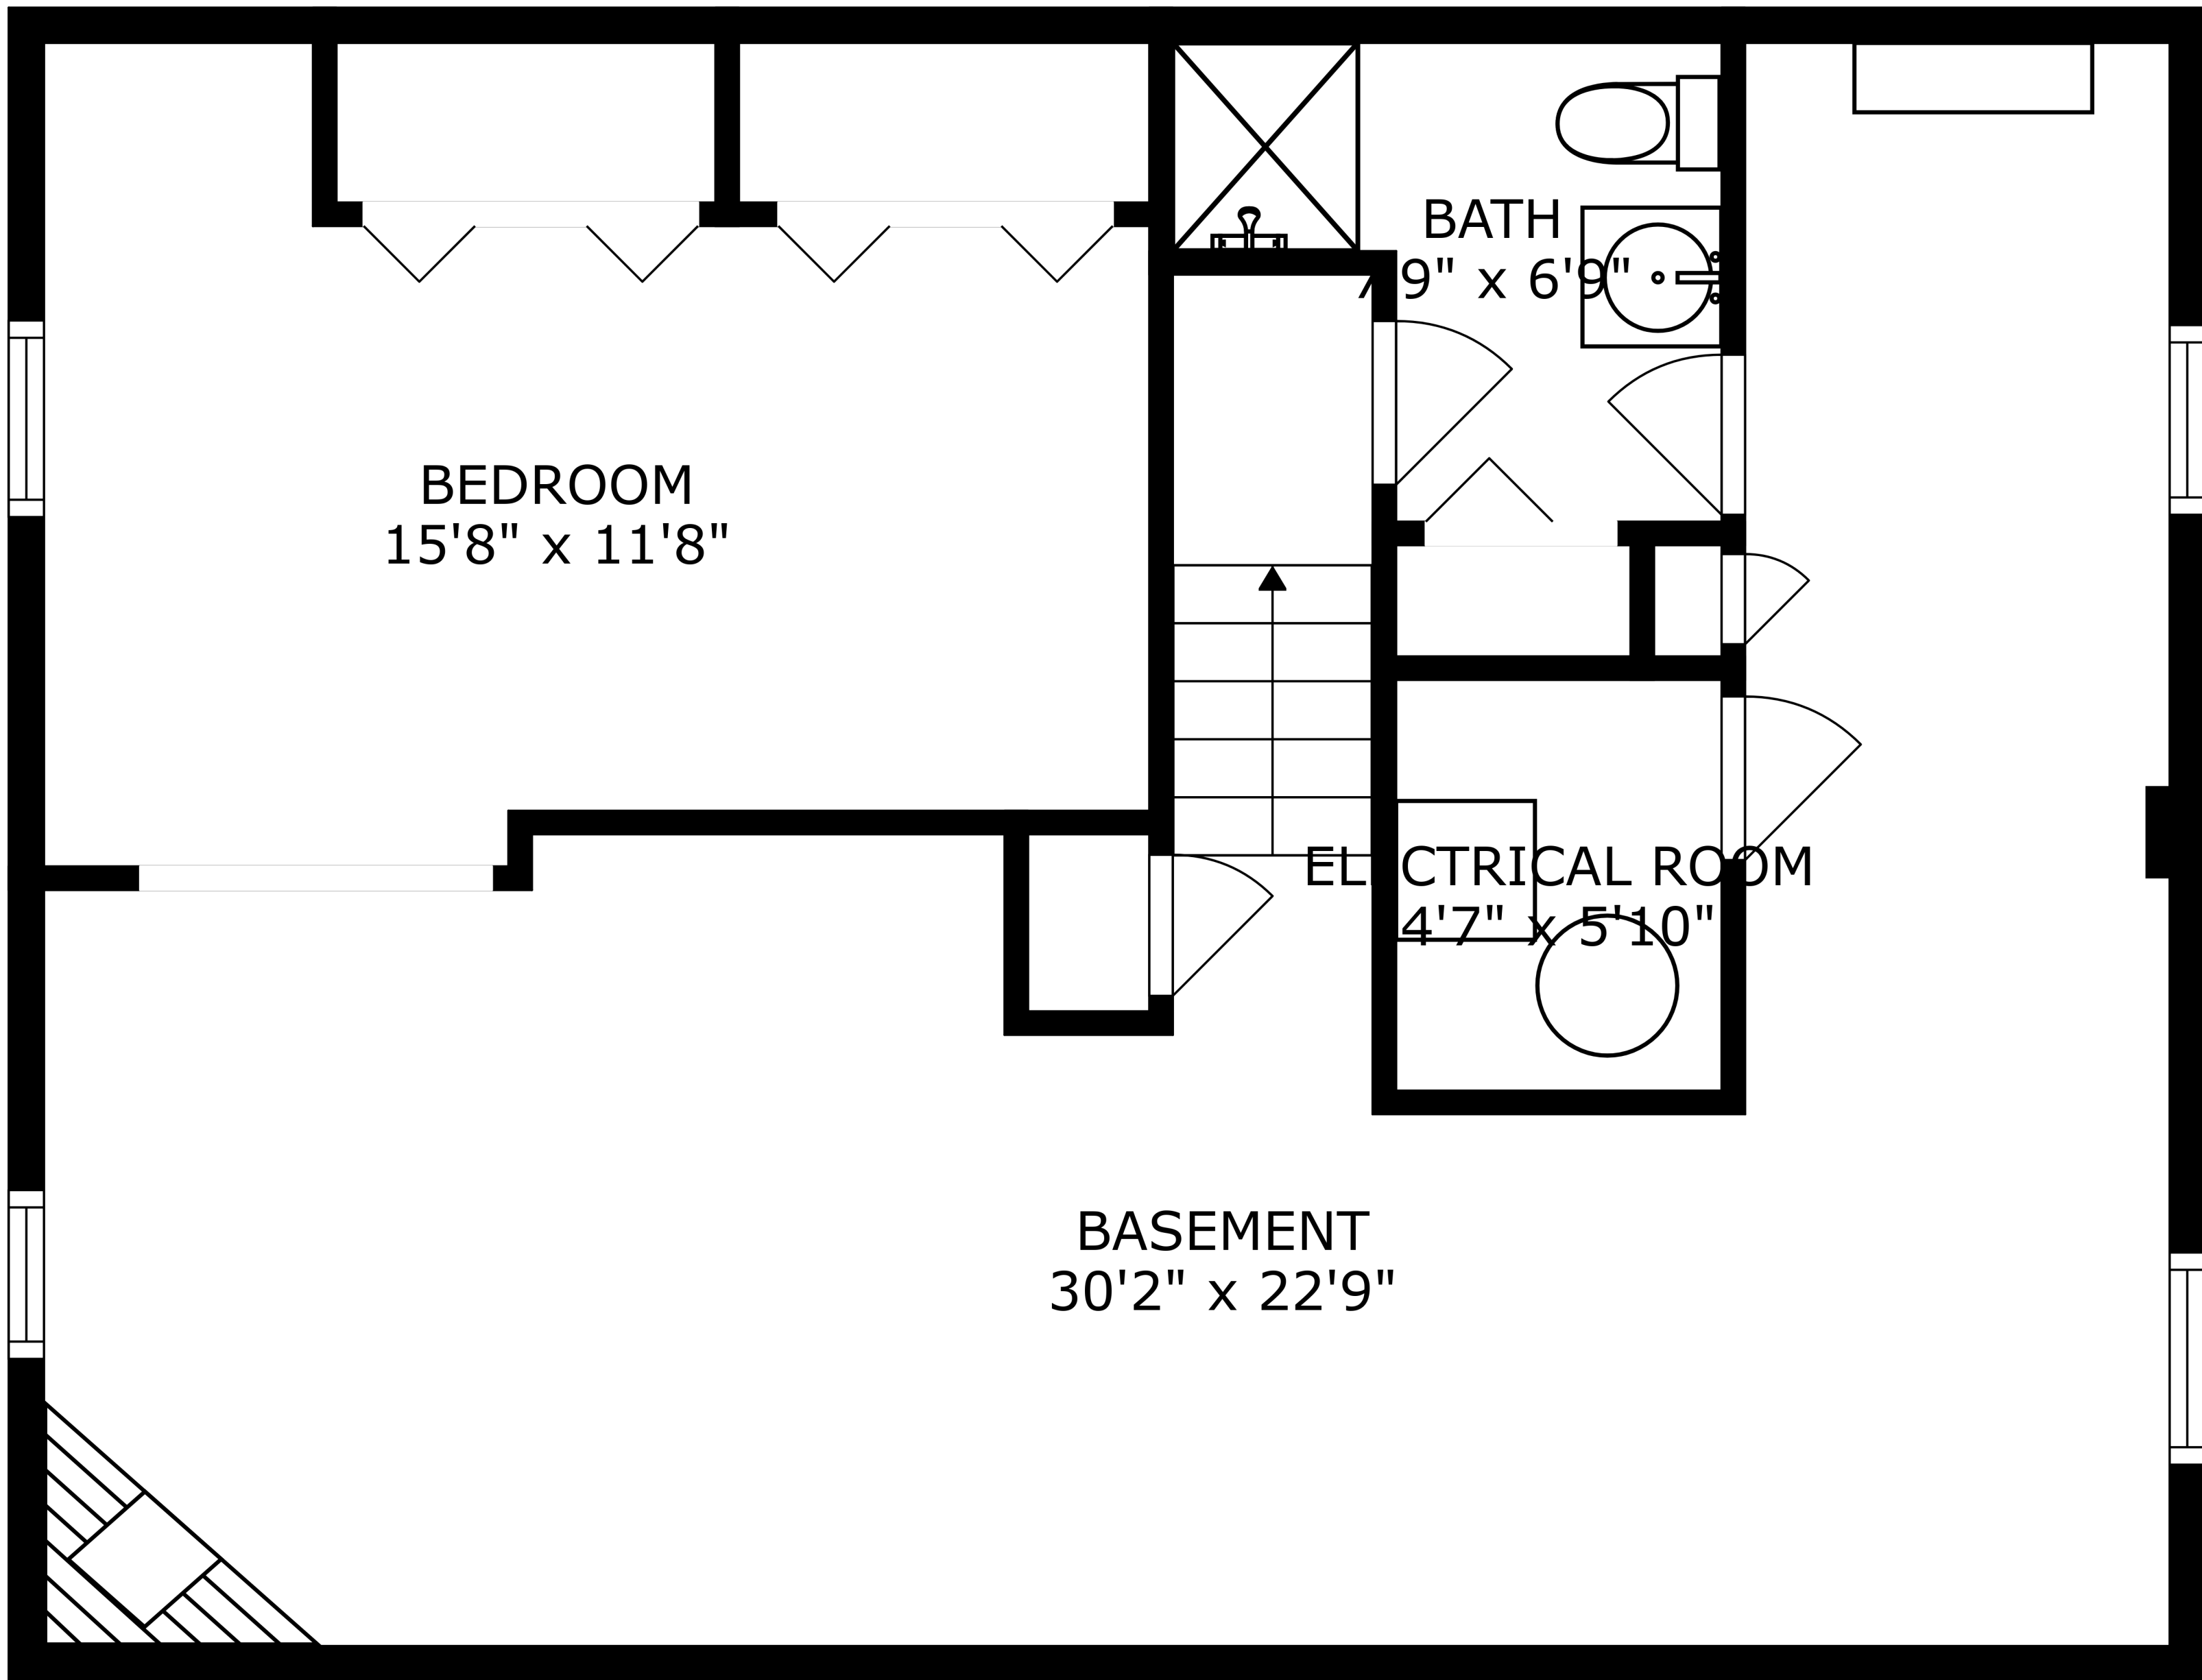 BATH
9" x 6'9"
BEDROOM
15'8" x 11'8"
ELECTRICAL ROOM
4'7" x 5'10"
BASEMENT
30'2" x 22'9"